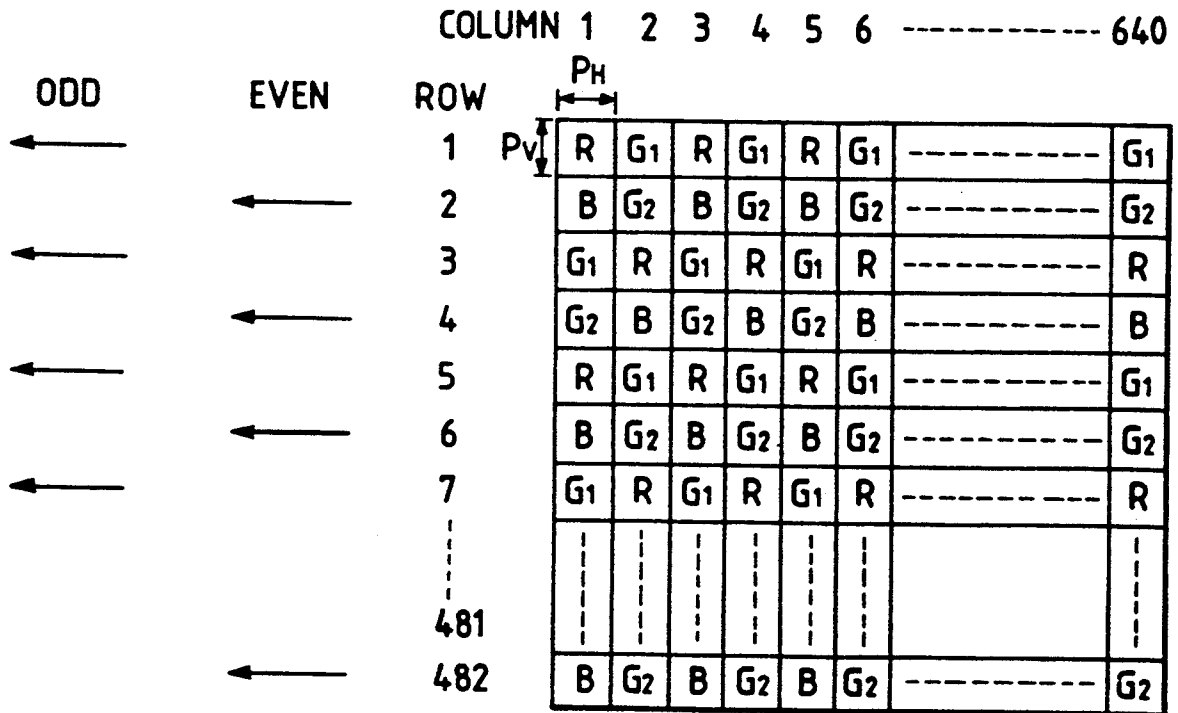 COLUMN 1 2 3 4 5 6 ------------ 640
PH
ODD EVEN ROW
1 PV R G1 R G1 R G1 ---------- G1
2 B G2 B G2 B G2 ---------- G2
3 G1 R G1 R G1 R ---------- R
4 G2 B G2 B G2 B ---------- B
5 R G1 R G1 R G1 ---------- G1
6 B G2 B G2 B G2 ---------- G2
7 G1 R G1 R G1 R ---------- R
481
482 B G2 B G2 B G2 ---------- G2